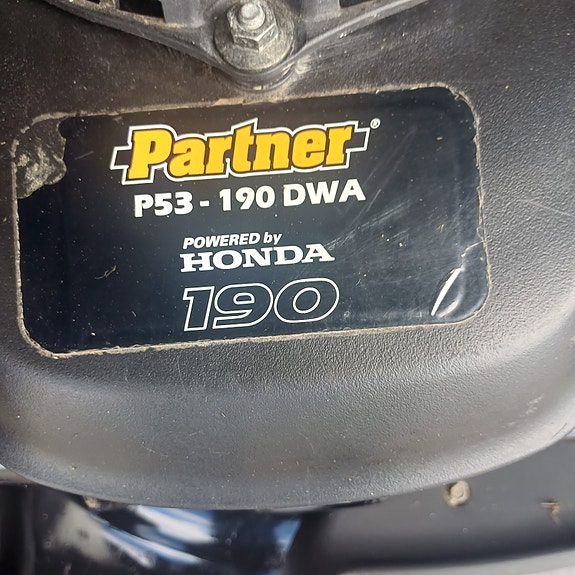 Partner®
P53 - 190 DWA
POWERED by
HONDA
190